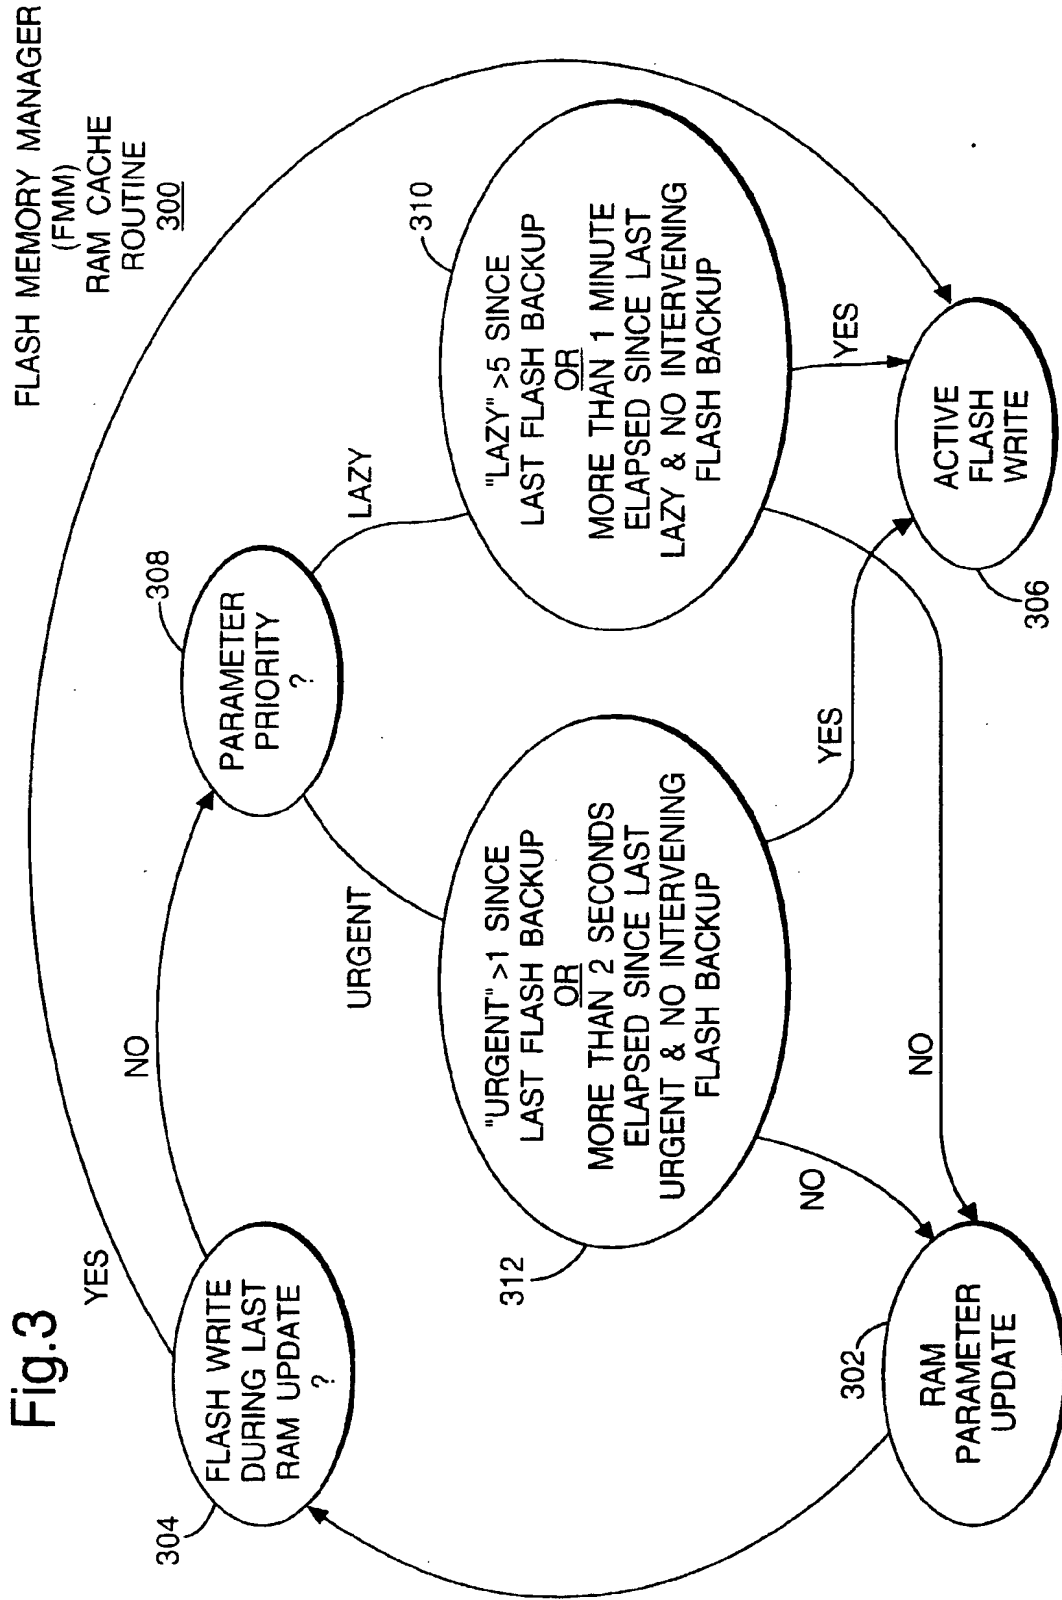 Fig.3
FLASH MEMORY MANAGER
(FMM)
RAM CACHE
ROUTINE
300
YES
304
FLASH WRITE
DURING LAST
RAM UPDATE
?
NO
308
PARAMETER
PRIORITY
?
URGENT
LAZY
312
"URGENT" >1 SINCE
LAST FLASH BACKUP
OR
MORE THAN 2 SECONDS
ELAPSED SINCE LAST
URGENT & NO INTERVENING
FLASH BACKUP
310
"LAZY" >5 SINCE
LAST FLASH BACKUP
OR
MORE THAN 1 MINUTE
ELAPSED SINCE LAST
LAZY & NO INTERVENING
FLASH BACKUP
NO
YES
NO
YES
302
RAM
PARAMETER
UPDATE
306
ACTIVE
FLASH
WRITE